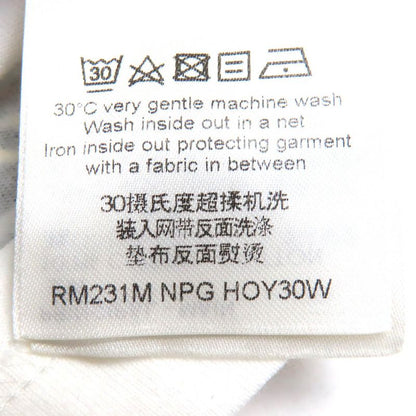 30
30°C very gentle machine wash
Wash inside out in a net
Iron inside out protecting garment
with a fabric in between
30摄氏度超揉机洗
装入网带反面洗涤
垫布反面熨烫
RM231M NPG HOY30W